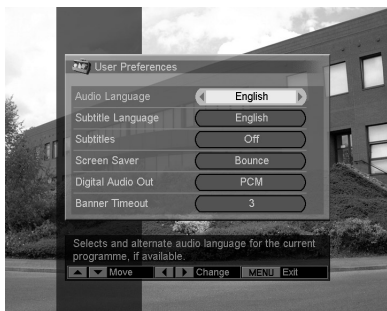 User Preferences
Audio Language English
Subtitle Language English
Subtitles Off
Screen Saver Bounce
Digital Audio Out PCM
Banner Timeout 3
Selects and alternate audio language for the current
programme, if available.
Move Change MENU Exit